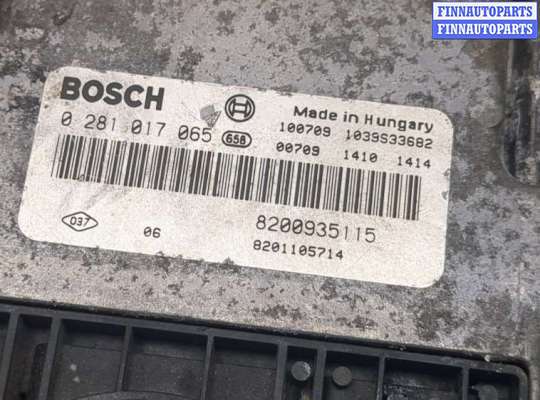 FINNAUTOPARTS
FINNAUTOPARTS
BOSCH
Made in Hungary
0 281 017 065 658
100709 1039S33682
00709 1410 1414
037
06
8200935115
8201105714